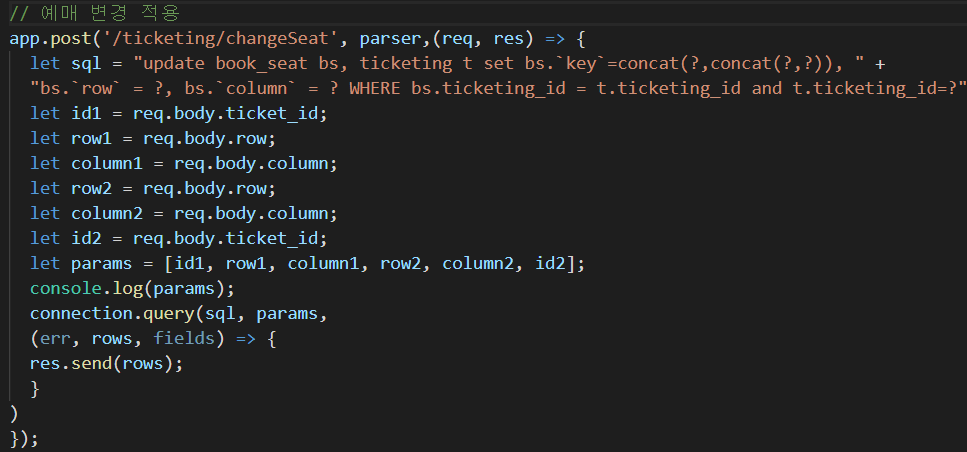 // 예매 변경 적용
app.post('/ticketing/changeSeat', parser,(req, res) => {
let sql = "update book_seat bs, ticketing t set bs.`key`=concat(?,concat(?,?)), " +
"bs.`row` = ?, bs.`column` = ? WHERE bs.ticketing_id = t.ticketing_id and t.ticketing_id=?"
let id1 = req.body.ticket_id;
let row1 = req.body.row;
let column1 = req.body.column;
let row2 = req.body.row;
let column2 = req.body.column;
let id2 = req.body.ticket_id;
let params = [id1, row1, column1, row2, column2, id2];
console.log(params);
connection.query(sql, params,
(err, rows, fields) => {
res.send(rows);
}
)
});